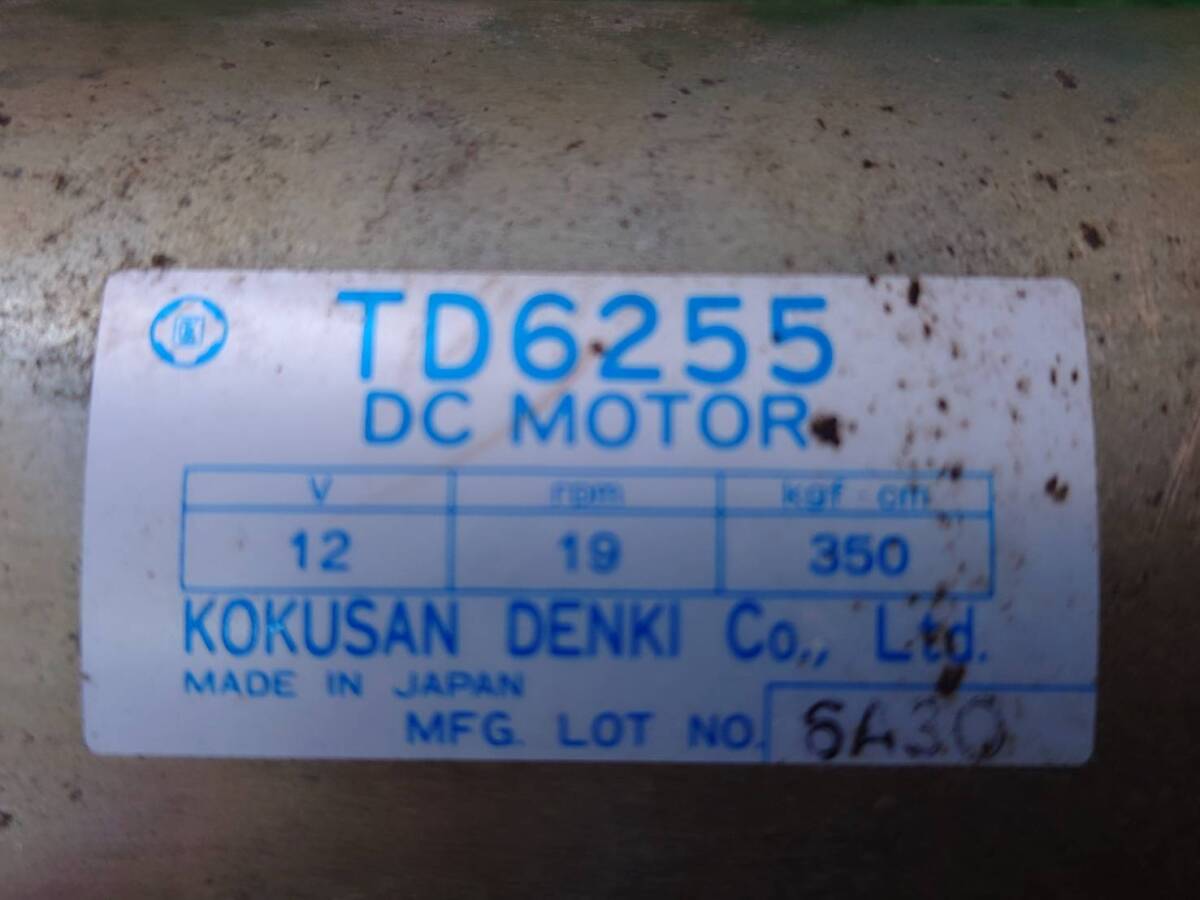 TD6255
DC MOTOR
V rpm kgf cm
12 19 350
KOKUSAN DENKI Co., Ltd.
MADE IN JAPAN
MFG. LOT NO. 6A30